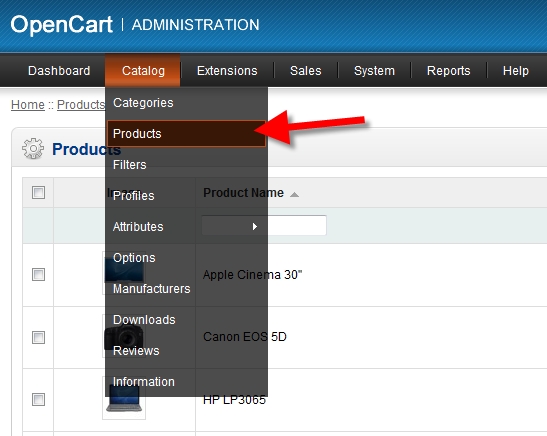 OpenCart | ADMINISTRATION
Dashboard Catalog Extensions Sales System Reports Help
Home :: Products
Categories
Products
Filters
Profiles
Attributes
Options
Manufacturers
Downloads
Reviews
Information
Products
Product Name
Apple Cinema 30"
Canon EOS 5D
HP LP3065